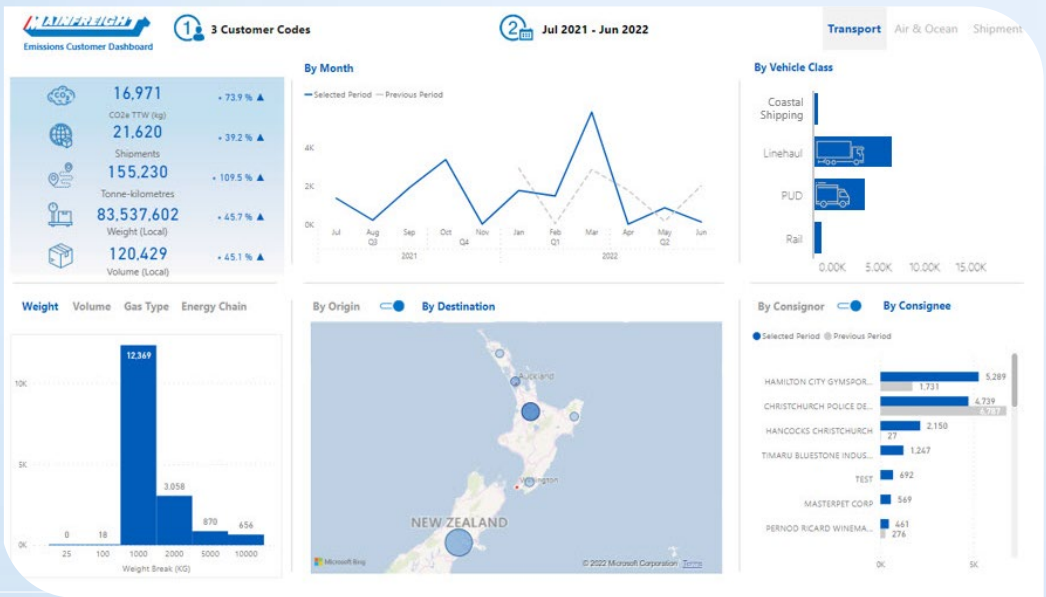 MAINFREIGHT
Emissions Customer Dashboard
1 3 Customer Codes
2 Jul 2021 - Jun 2022
Transport Air & Ocean Shipment
16,971 + 73.9 % ▲
CO2e TTW (kg)
21,620 + 39.2 % ▲
Shipments
155,230 + 109.5 % ▲
Tonne-kilometres
83,537,602 + 45.7 % ▲
Weight (Local)
120,429 + 45.1 % ▲
Volume (Local)
By Month
Selected Period Previous Period
4K
2K
0K
Jul Aug Sep Oct Nov Jan Feb Mar Apr May Jun
Q3 Q4 Q1 Q2
2021 2022
By Vehicle Class
Coastal
Shipping
Linehaul
PUD
Rail
0.00K 5.00K 10.00K 15.00K
Weight Volume Gas Type Energy Chain
12,369
10K
3,058
5K
870
656
0
18
0K
25 100 1000 2000 5000 10000
Weight Break (KG)
By Origin By Destination
Auckland
Wellington
NEW ZEALAND
Microsoft Bing
© 2022 Microsoft Corporation Terms
By Consignor By Consignee
Selected Period Previous Period
HAMILTON CITY GYMSPOR... 5,289
1,731
CHRISTCHURCH POLICE DE... 4,739
6,787
HANCOCKS CHRISTCHURCH 2,150
27
TIMARU BLUESTONE INDUS... 1,247
TEST 692
MASTERPET CORP 569
PERNOD RICARD WINEMA... 461
276
0K 5K